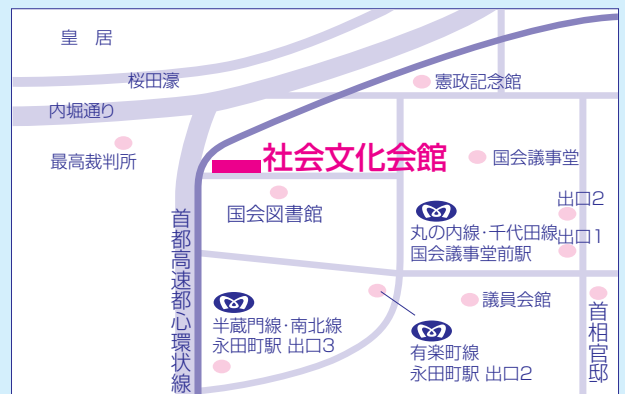 皇 居
桜田濠
内堀通り
最高裁判所
憲政記念館
社会文化会館
国会議事堂
国会図書館
出口2
丸の内線・千代田線
国会議事堂前駅
出口1
首都高速都心環状線
半蔵門線・南北線
永田町駅 出口3
議員会館
有楽町線
永田町駅 出口2
首相官邸